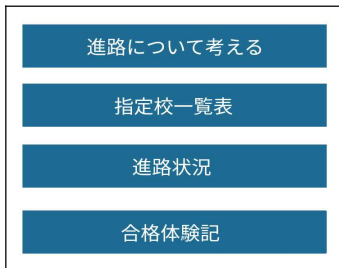 進路について考える
指定校一覧表
進路状況
合格体験記